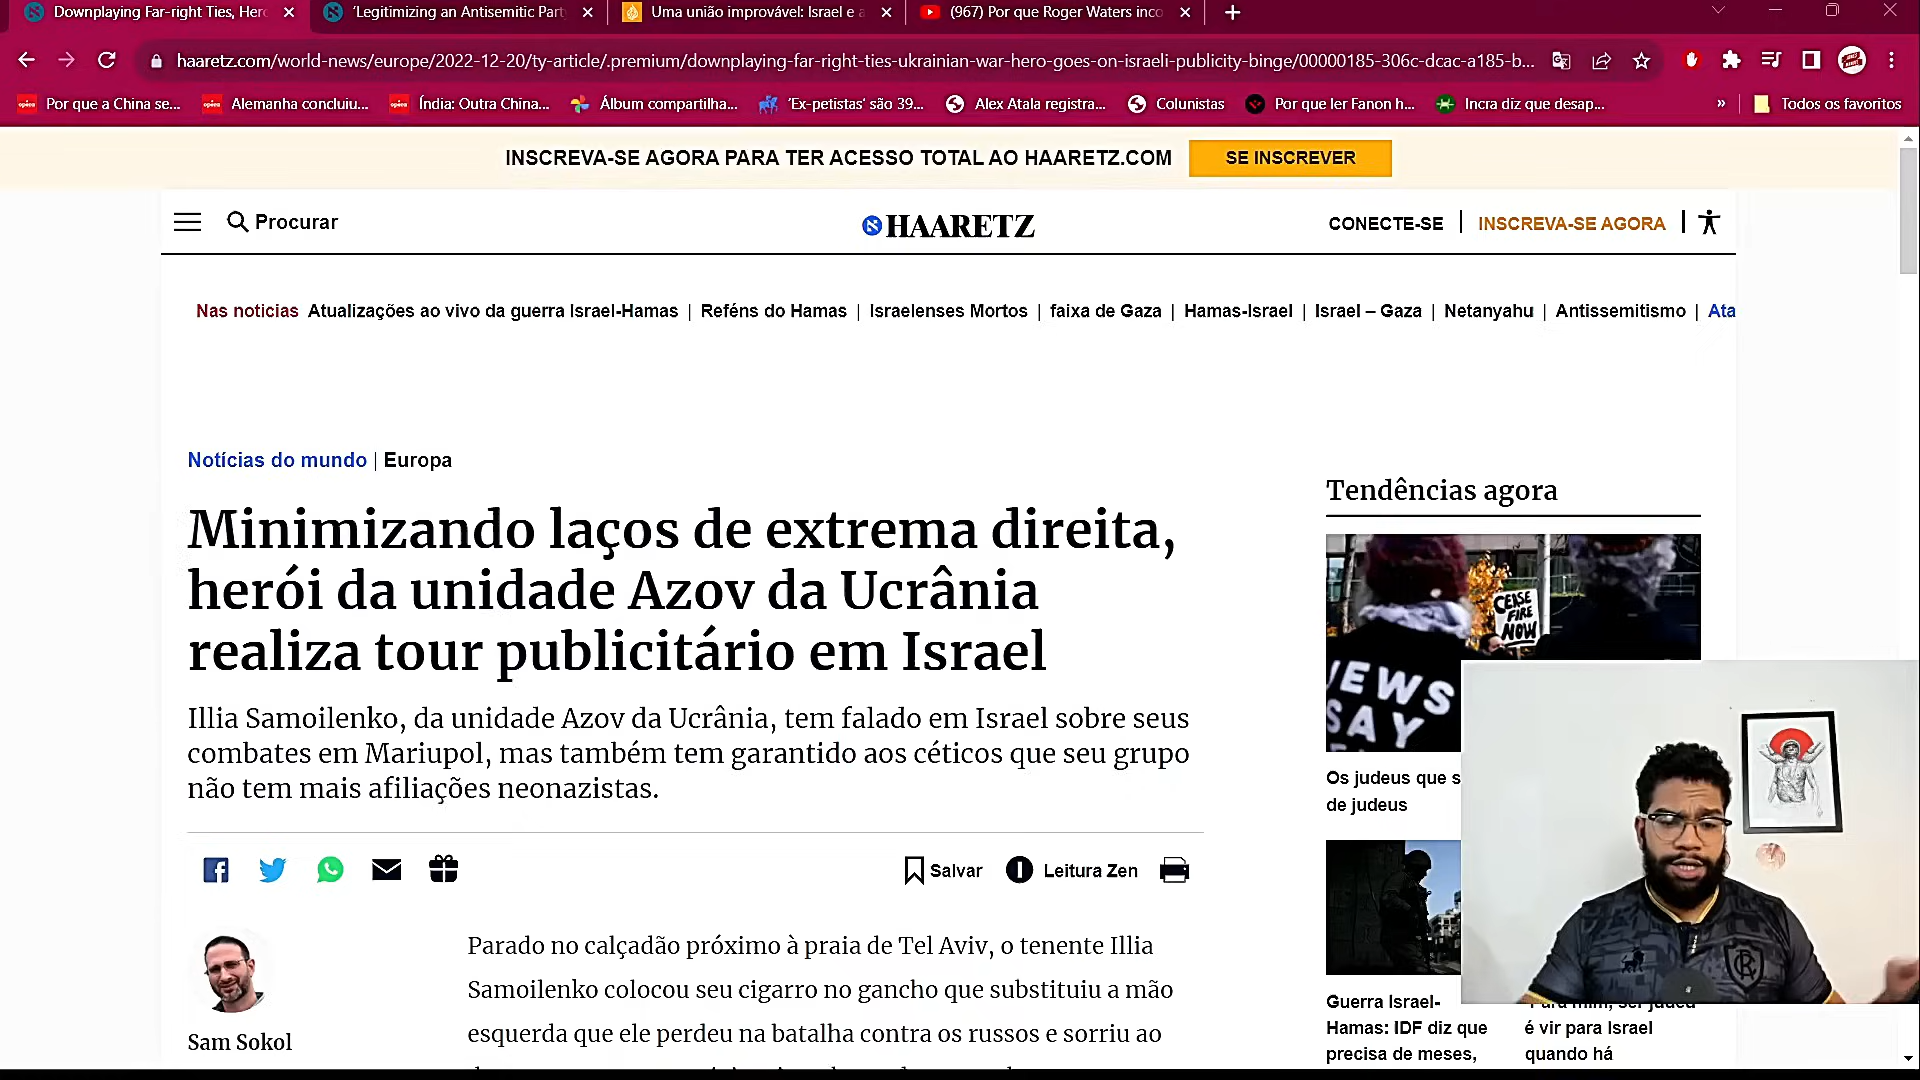 Downplaying Far-right Ties, Hero
'Legitimizing an Antisemitic Party
Uma união improvável: Israel e a
(967) Por que Roger Waters inco
haaretz.com/world-news/europe/2022-12-20/ty-article/.premium/downplaying-far-right-ties-ukrainian-war-hero-goes-on-israeli-publicity-binge/00000185-306c-dcac-a185-b...
Por que a China se...
Alemanha concluiu...
Índia: Outra China...
Álbum compartilha...
'Ex-petistas' são 39...
Alex Atala registra...
Colunistas
Por que ler Fanon h...
Incra diz que desap...
»
Todos os favoritos
INSCREVA-SE AGORA PARA TER ACESSO TOTAL AO HAARETZ.COM
SE INSCREVER
Procurar
HAARETZ
CONECTE-SE | INSCREVA-SE AGORA |
Nas noticias Atualizações ao vivo da guerra Israel-Hamas | Reféns do Hamas | Israelenses Mortos | faixa de Gaza | Hamas-Israel | Israel – Gaza | Netanyahu | Antissemitismo | Ata
Notícias do mundo | Europa
Minimizando laços de extrema direita,
herói da unidade Azov da Ucrânia
realiza tour publicitário em Israel
Illia Samoilenko, da unidade Azov da Ucrânia, tem falado em Israel sobre seus
combates em Mariupol, mas também tem garantido aos céticos que seu grupo
não tem mais afiliações neonazistas.
Salvar
Leitura Zen
Sam Sokol
Parado no calçadão próximo à praia de Tel Aviv, o tenente Illia
Samoilenko colocou seu cigarro no gancho que substituiu a mão
esquerda que ele perdeu na batalha contra os russos e sorriu ao
Tendências agora
CEASE
FIRE
NOW
JEWS
SAY
Os judeus que s
de judeus
Guerra Israel-
Hamas: IDF diz que
precisa de meses,
Para mim, ser judeu
é vir para Israel
quando há